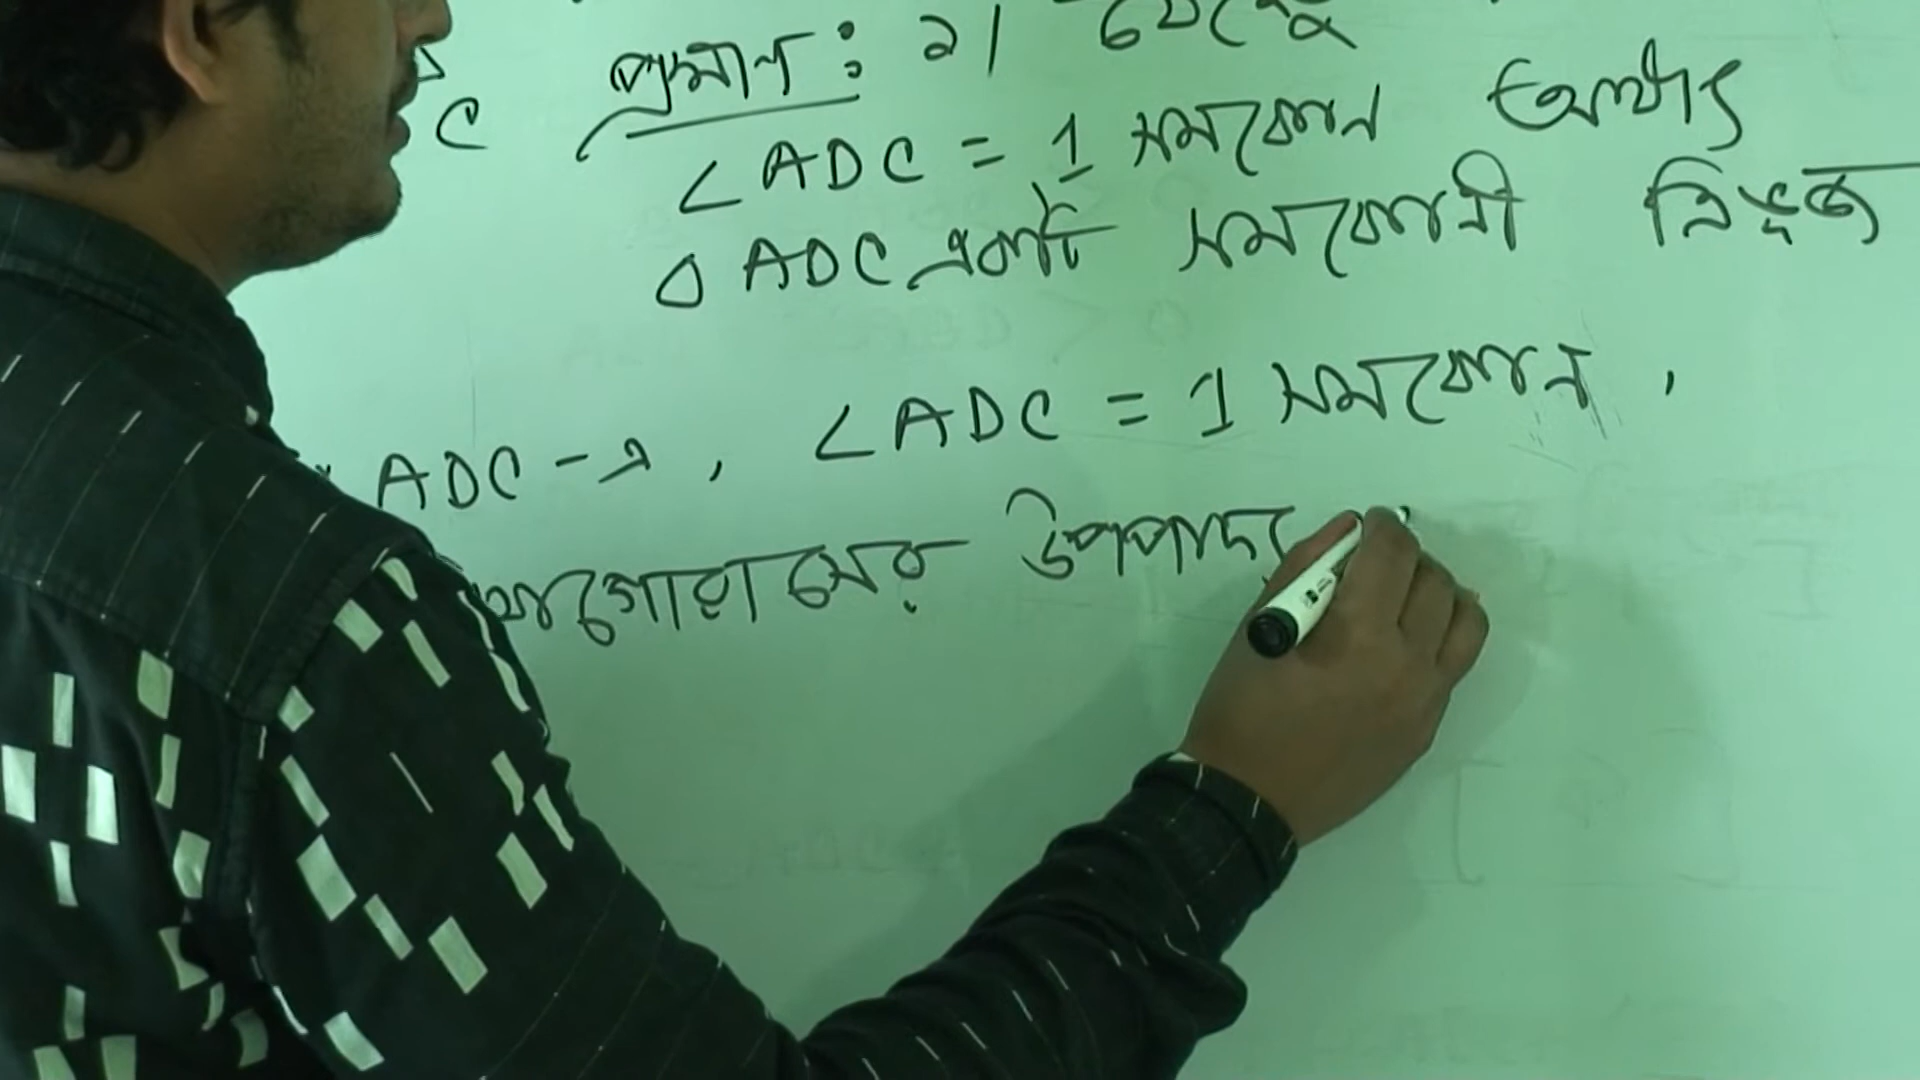 C প্রমাণ: ১। যেহেতু
∠ADC = 1 সমকোণ অর্থাৎ
△ADC একটি সমকোণী ত্রিভুজ
ADC-এ, ∠ADC = 1 সমকোণ,
থাগোরাসের উপপাদ্য